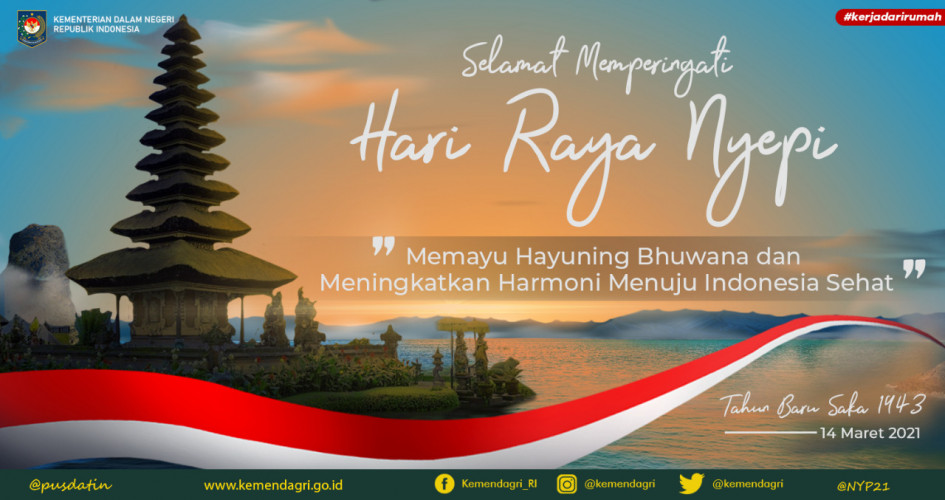 KEMENTERIAN DALAM NEGERI
REPUBLIK INDONESIA
#kerjadarirumah
Selamat Memperingati
Hari Raya Nyepi
" Memayu Hayuning Bhuwana dan
Meningkatkan Harmoni Menuju Indonesia Sehat "
Tahun Baru Saka 1943
14 Maret 2021
@pusdatin
www.kemendagri.go.id
Kemendagri_RI
@kemendagri
@kemendagri
@NYP21